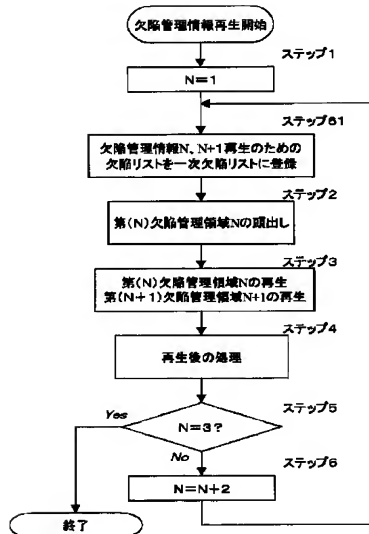 欠陥管理情報再生開始
ステップ1
N=1
ステップ61
欠陥管理情報N、N+1再生のための
欠陥リストを一次欠陥リストに登録
ステップ2
第(N)欠陥管理領域Nの頭出し
ステップ3
第(N)欠陥管理領域Nの再生
第(N+1)欠陥管理領域N+1の再生
ステップ4
再生後の処理
ステップ5
Yes
N=3?
No
ステップ6
N=N+2
終了